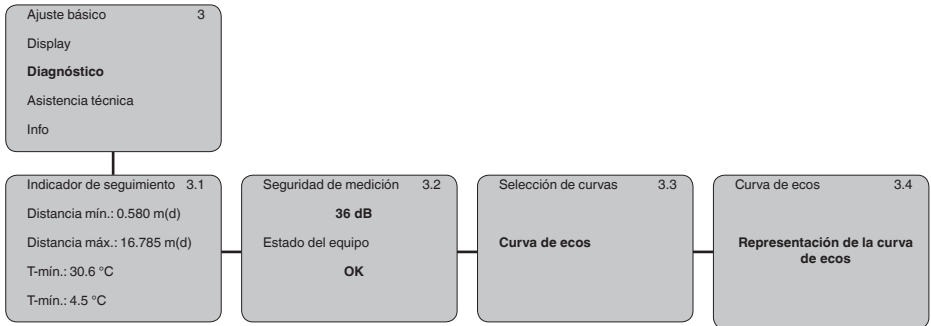 Ajuste básico 3
Display
Diagnóstico
Asistencia técnica
Info
Indicador de seguimiento 3.1
Distancia mín.: 0.580 m(d)
Distancia máx.: 16.785 m(d)
T-mín.: 30.6 °C
T-mín.: 4.5 °C
Seguridad de medición 3.2
36 dB
Estado del equipo
OK
Selección de curvas 3.3
Curva de ecos
Curva de ecos 3.4
Representación de la curva
de ecos